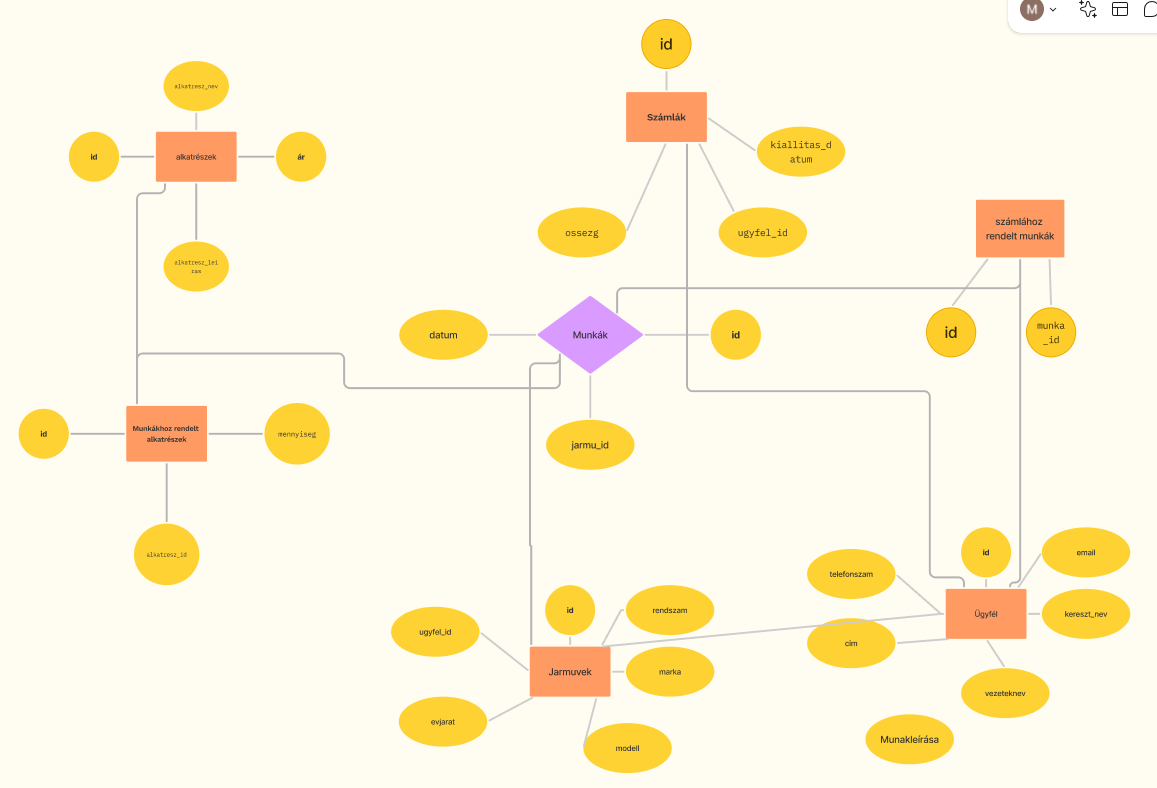 M
id
alkatresz_nev
Számlák
id
alkatrészek
ár
kiallitas_d
atum
ossezg
ugyfel_id
számlához
rendelt munkák
alkatresz_lei
ras
datum
Munkák
id
id
munka
_id
jarmu_id
id
Munkákhoz rendelt
alkatrészek
mennyiseg
alkatresz_id
telefonszam
id
email
ugyfel_id
id
rendszam
cím
Ügyfél
kereszt_nev
Jarmuvek
marka
vezeteknev
evjarat
modell
Munakleírása